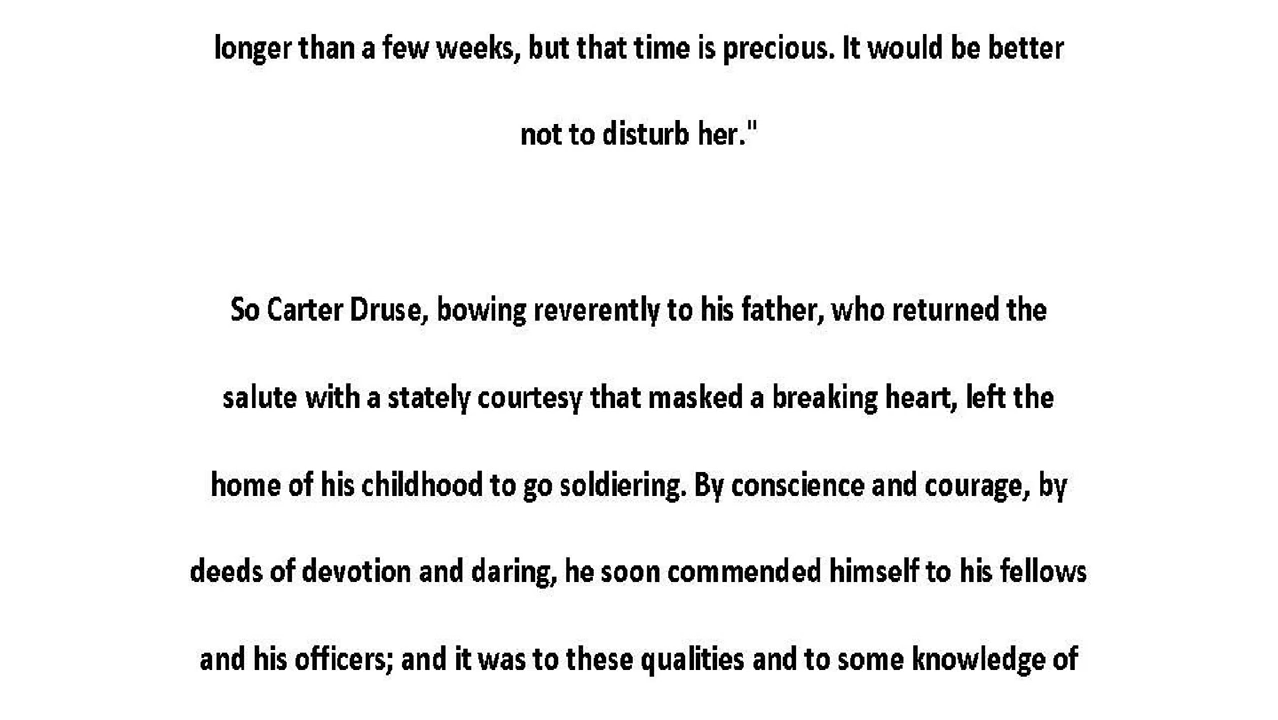 longer than a few weeks, but that time is precious. It would be better
not to disturb her."
So Carter Druse, bowing reverently to his father, who returned the
salute with a stately courtesy that masked a breaking heart, left the
home of his childhood to go soldiering. By conscience and courage, by
deeds of devotion and daring, he soon commended himself to his fellows
and his officers; and it was to these qualities and to some knowledge of